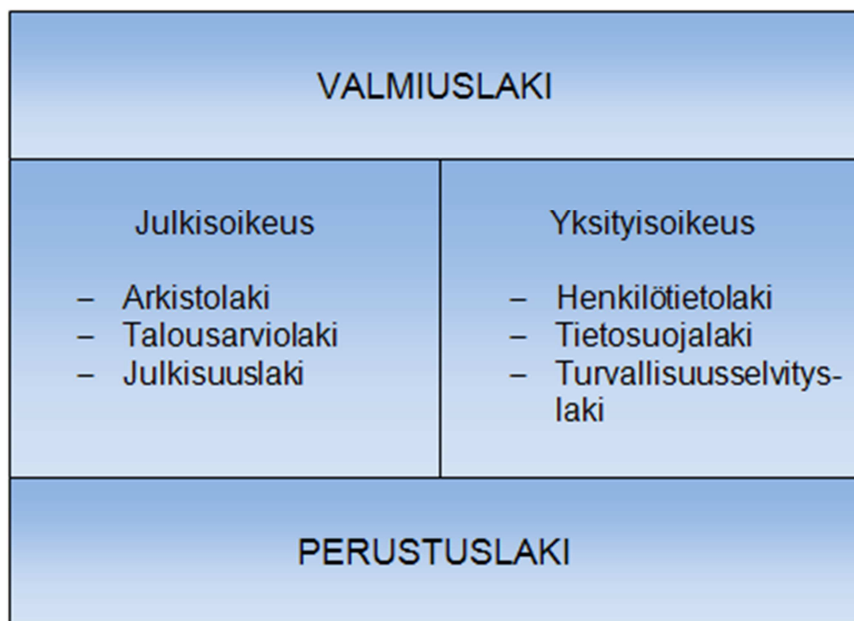 VALMIUSLAKI
Julkisoikeus
– Arkistolaki
– Talousarviolaki
– Julkisuuslaki
Yksityisoikeus
– Henkilötietolaki
– Tietosuojalaki
– Turvallisuusselvitys-
laki
PERUSTUSLAKI